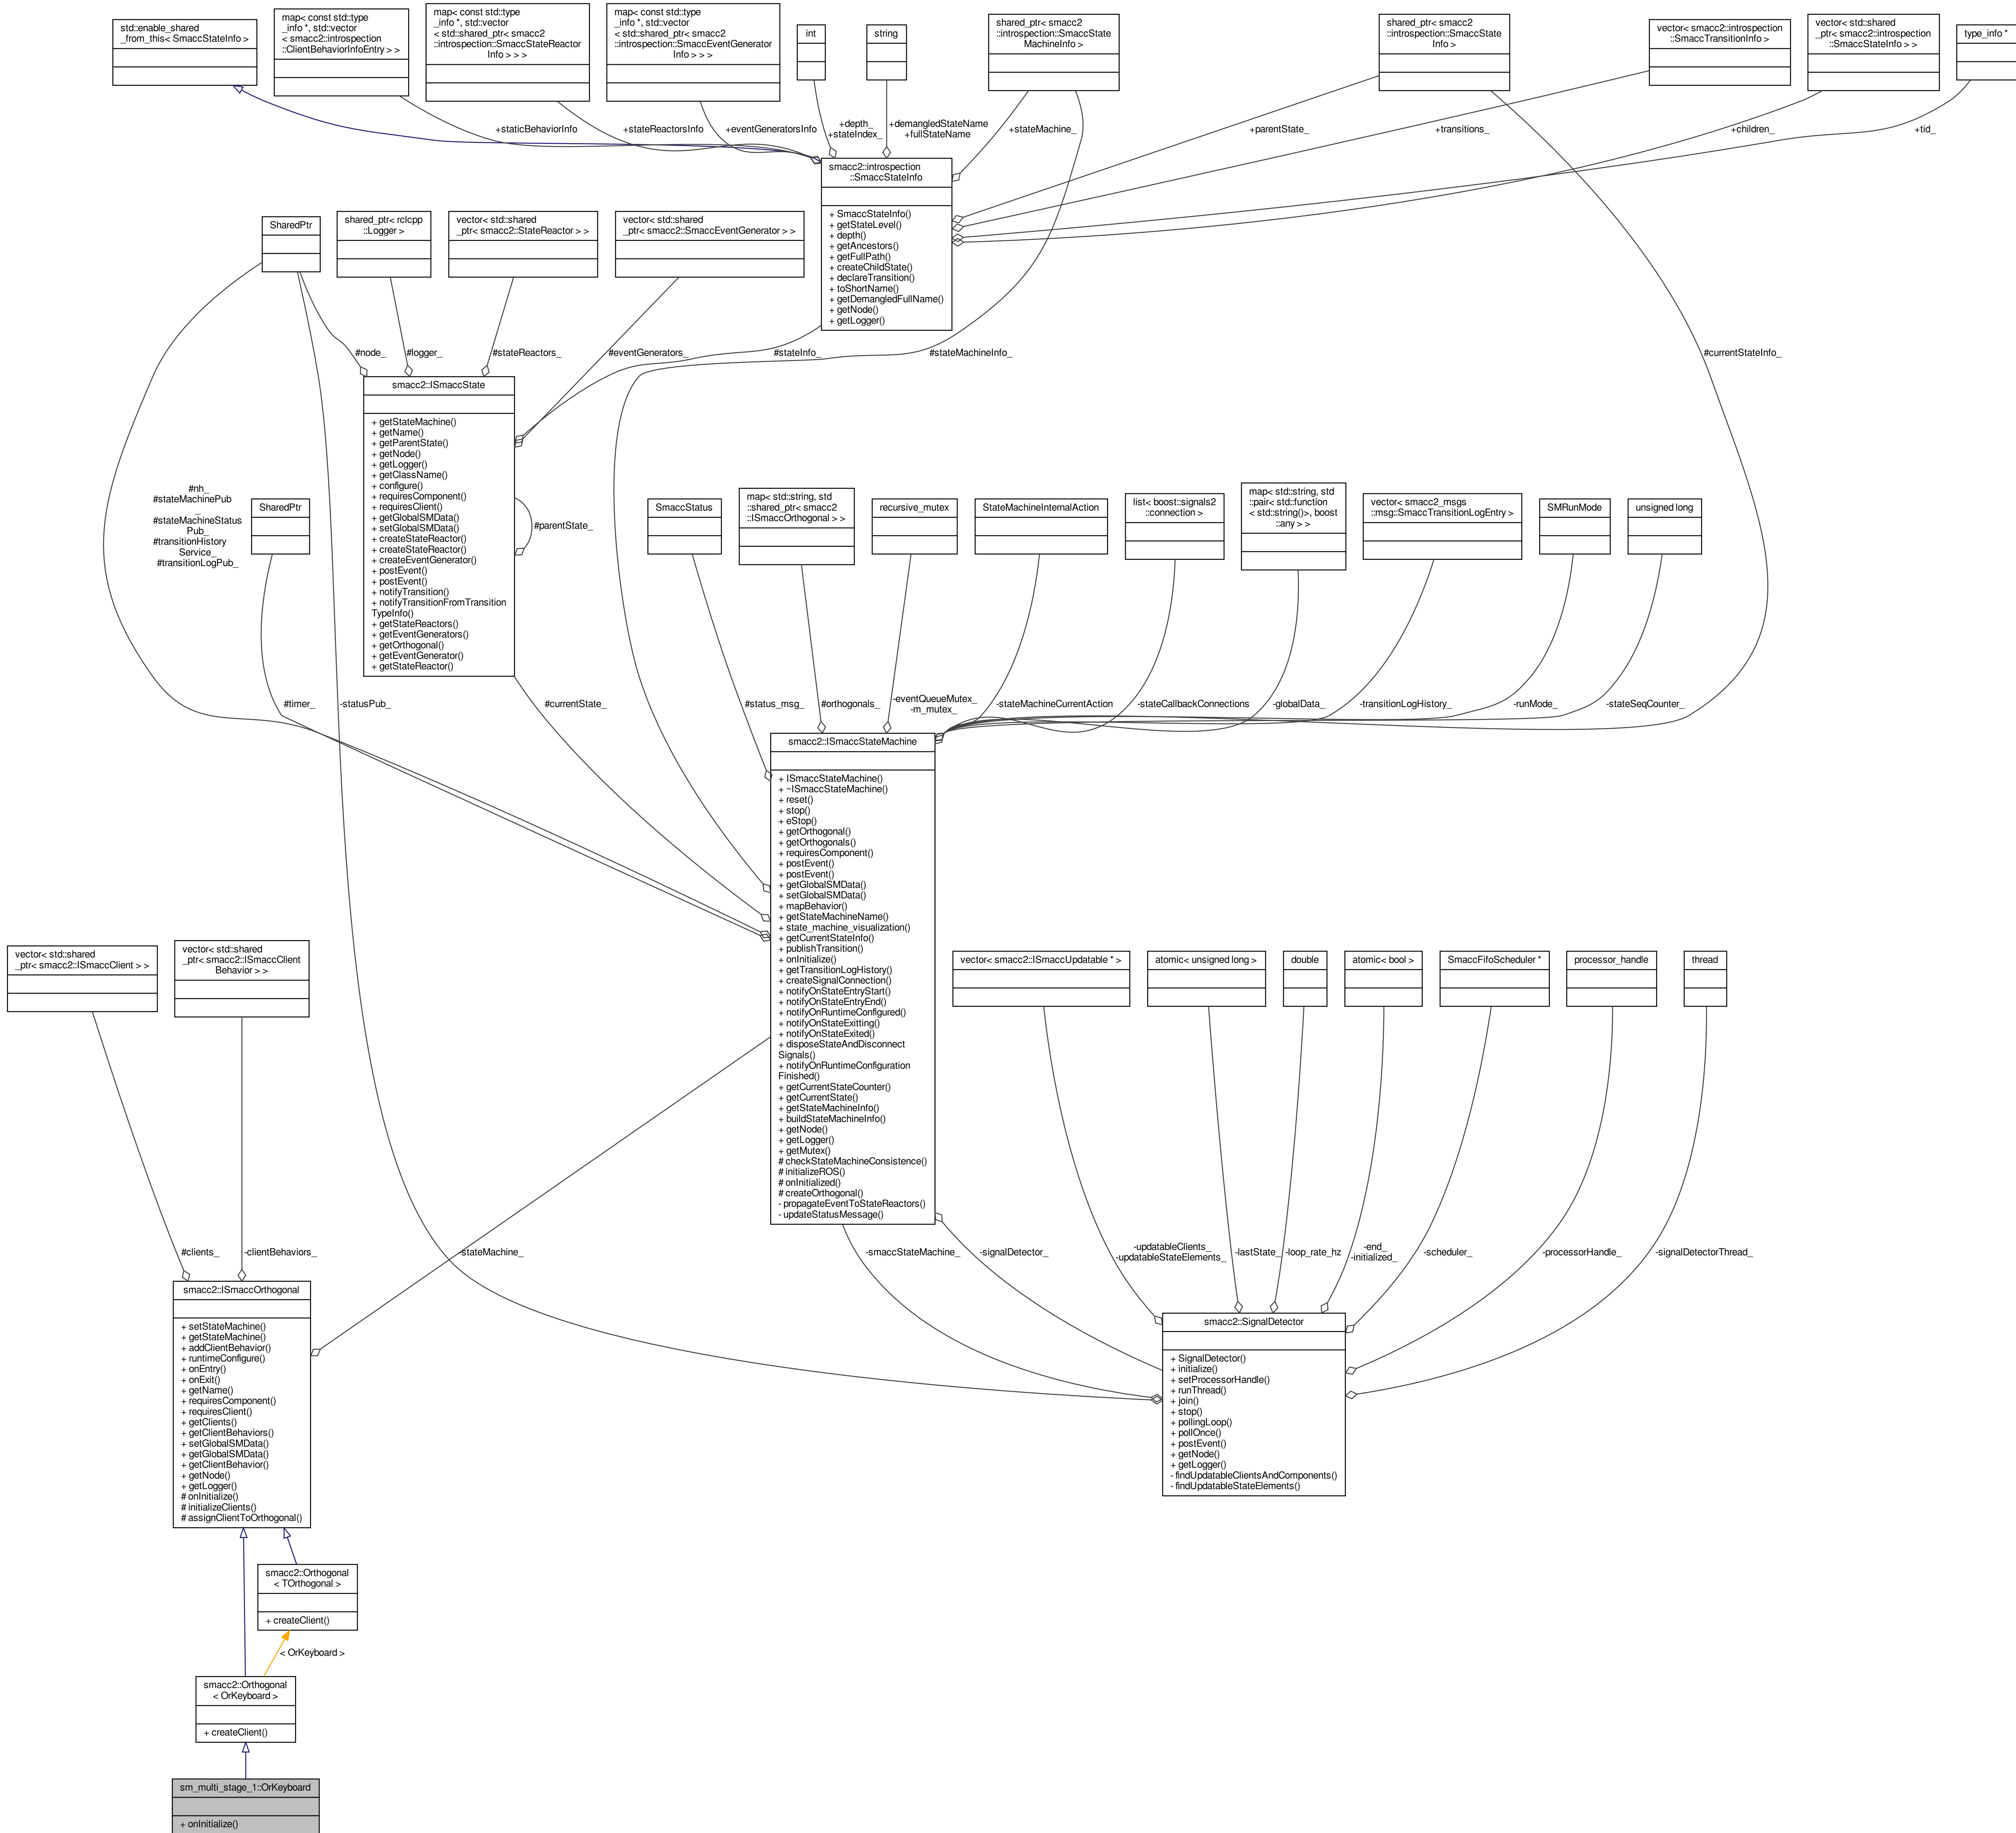 std::enable_shared
_from_this< SmaccStateInfo >
map< const std::type
_info *, std::vector
< smacc2::introspection
::ClientBehaviorInfoEntry > >
map< const std::type
_info *, std::vector
< std::shared_ptr< smacc2
::introspection::SmaccStateReactor
Info > > >
map< const std::type
_info *, std::vector
< std::shared_ptr< smacc2
::introspection::SmaccEventGenerator
Info > > >
int
string
shared_ptr< smacc2
::introspection::SmaccState
MachineInfo >
shared_ptr< smacc2
::introspection::SmaccState
Info >
vector< smacc2::introspection
::SmaccTransitionInfo >
vector< std::shared
_ptr< smacc2::introspection
::SmaccStateInfo > >
type_info *
+staticBehaviorInfo
+stateReactorsInfo
+eventGeneratorsInfo
+depth_
+stateIndex_
+demangledStateName
+fullStateName
+stateMachine_
+parentState_
+transitions_
+children_
+tid_
smacc2::introspection
::SmaccStateInfo
+ SmaccStateInfo()
+ getStateLevel()
+ depth()
+ getAncestors()
+ getFullPath()
+ createChildState()
+ declareTransition()
+ toShortName()
+ getDemangledFullName()
+ getNode()
+ getLogger()
SharedPtr
shared_ptr< rclcpp
::Logger >
vector< std::shared
_ptr< smacc2::StateReactor > >
vector< std::shared
_ptr< smacc2::SmaccEventGenerator > >
#node_
#logger_
#stateReactors_
#eventGenerators_
#stateInfo_
#stateMachineInfo_
#currentStateInfo_
smacc2::ISmaccState
+ getStateMachine()
+ getName()
+ getParentState()
+ getNode()
+ getLogger()
+ getClassName()
+ configure()
+ requiresComponent()
+ requiresClient()
+ getGlobalSMData()
+ setGlobalSMData()
+ createStateReactor()
+ createStateReactor()
+ createEventGenerator()
+ postEvent()
+ postEvent()
+ notifyTransition()
+ notifyTransitionFromTransition
TypeInfo()
+ getStateReactors()
+ getEventGenerators()
+ getOrthogonal()
+ getEventGenerator()
+ getStateReactor()
#parentState_
#nh_
#stateMachinePub
_
#stateMachineStatus
Pub_
#transitionHistory
Service_
#transitionLogPub_
SharedPtr
SmaccStatus
map< std::string, std
::shared_ptr< smacc2
::ISmaccOrthogonal > >
recursive_mutex
StateMachineInternalAction
list< boost::signals2
::connection >
map< std::string, std
::pair< std::function
< std::string()>, boost
::any > >
vector< smacc2_msgs
::msg::SmaccTransitionLogEntry >
SMRunMode
unsigned long
#timer_
-statusPub_
#currentState_
#status_msg_
#orthogonals_
-eventQueueMutex_
-m_mutex_
-stateMachineCurrentAction
-stateCallbackConnections
-globalData_
-transitionLogHistory_
-runMode_
-stateSeqCounter_
smacc2::ISmaccStateMachine
+ ISmaccStateMachine()
+ ~ISmaccStateMachine()
+ reset()
+ stop()
+ eStop()
+ getOrthogonal()
+ getOrthogonals()
+ requiresComponent()
+ postEvent()
+ postEvent()
+ getGlobalSMData()
+ setGlobalSMData()
+ mapBehavior()
+ getStateMachineName()
+ state_machine_visualization()
+ getCurrentStateInfo()
+ publishTransition()
+ onInitialize()
+ getTransitionLogHistory()
+ createSignalConnection()
+ notifyOnStateEntryStart()
+ notifyOnStateEntryEnd()
+ notifyOnRuntimeConfigured()
+ notifyOnStateExitting()
+ notifyOnStateExited()
+ disposeStateAndDisconnect
Signals()
+ notifyOnRuntimeConfiguration
Finished()
+ getCurrentStateCounter()
+ getCurrentState()
+ getStateMachineInfo()
+ buildStateMachineInfo()
+ getNode()
+ getLogger()
+ getMutex()
# checkStateMachineConsistence()
# initializeROS()
# onInitialized()
# createOrthogonal()
- propagateEventToStateReactors()
- updateStatusMessage()
vector< std::shared
_ptr< smacc2::ISmaccClient > >
vector< std::shared
_ptr< smacc2::ISmaccClient
Behavior > >
vector< smacc2::ISmaccUpdatable * >
atomic< unsigned long >
double
atomic< bool >
SmaccFifoScheduler *
processor_handle
thread
#clients_
-clientBehaviors_
-stateMachine_
-smaccStateMachine_
-signalDetector_
-updatableClients_
-updatableStateElements_
-lastState_
-loop_rate_hz
-end_
-initialized_
-scheduler_
-processorHandle_
-signalDetectorThread_
smacc2::ISmaccOrthogonal
+ setStateMachine()
+ getStateMachine()
+ addClientBehavior()
+ runtimeConfigure()
+ onEntry()
+ onExit()
+ getName()
+ requiresComponent()
+ requiresClient()
+ getClients()
+ getClientBehaviors()
+ setGlobalSMData()
+ getGlobalSMData()
+ getClientBehavior()
+ getNode()
+ getLogger()
# onInitialize()
# initializeClients()
# assignClientToOrthogonal()
smacc2::SignalDetector
+ SignalDetector()
+ initialize()
+ setProcessorHandle()
+ runThread()
+ join()
+ stop()
+ pollingLoop()
+ pollOnce()
+ postEvent()
+ getNode()
+ getLogger()
- findUpdatableClientsAndComponents()
- findUpdatableStateElements()
smacc2::Orthogonal
< TOrthogonal >
+ createClient()
< OrKeyboard >
smacc2::Orthogonal
< OrKeyboard >
+ createClient()
sm_multi_stage_1::OrKeyboard
+ onInitialize()